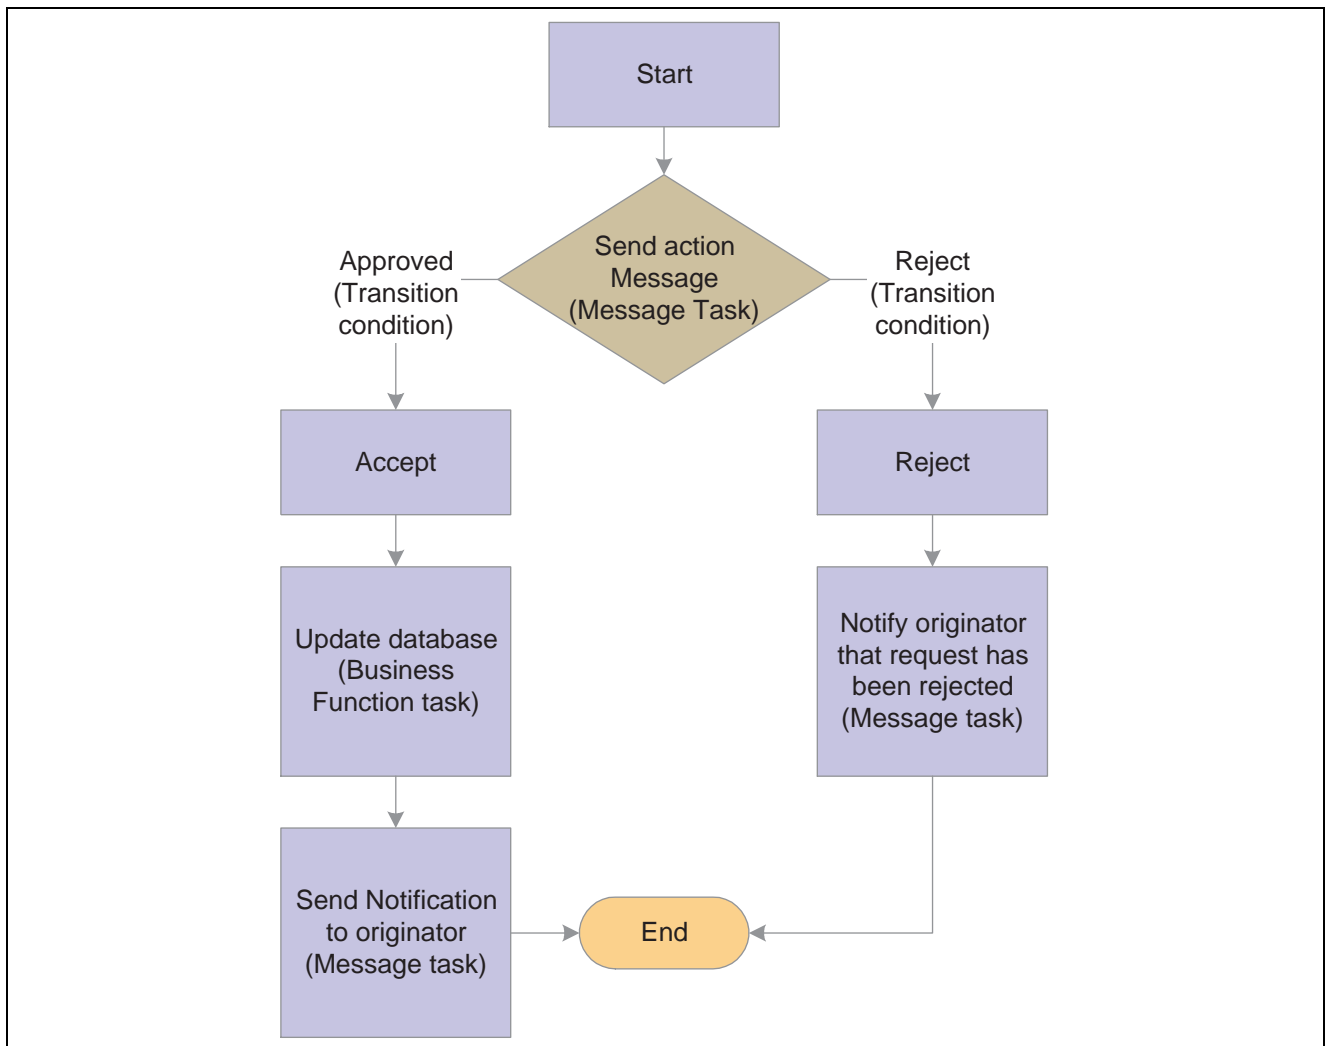 Start
Send action
Message
(Message Task)
Approved
(Transition
condition)
Reject
(Transition
condition)
Accept
Reject
Update database
(Business
Function task)
Notify originator
that request has
been rejected
(Message task)
Send Notification
to originator
(Message task)
End